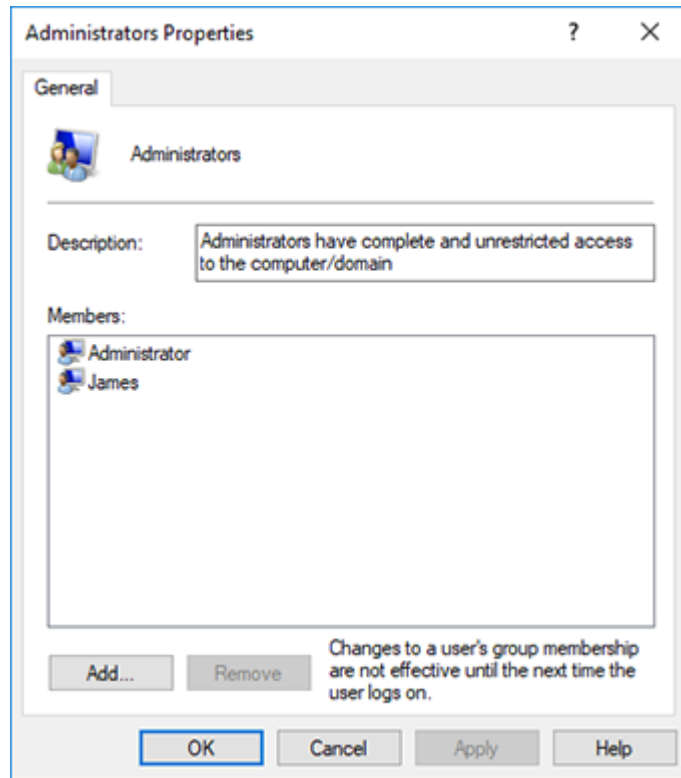 Administrators Properties
?
General
Administrators
Description:
Administrators have complete and unrestricted access
to the computer/domain
Members:
Administrator
James
Add...
Remove
Changes to a user's group membership
are not effective until the next time the
user logs on.
OK
Cancel
Apply
Help